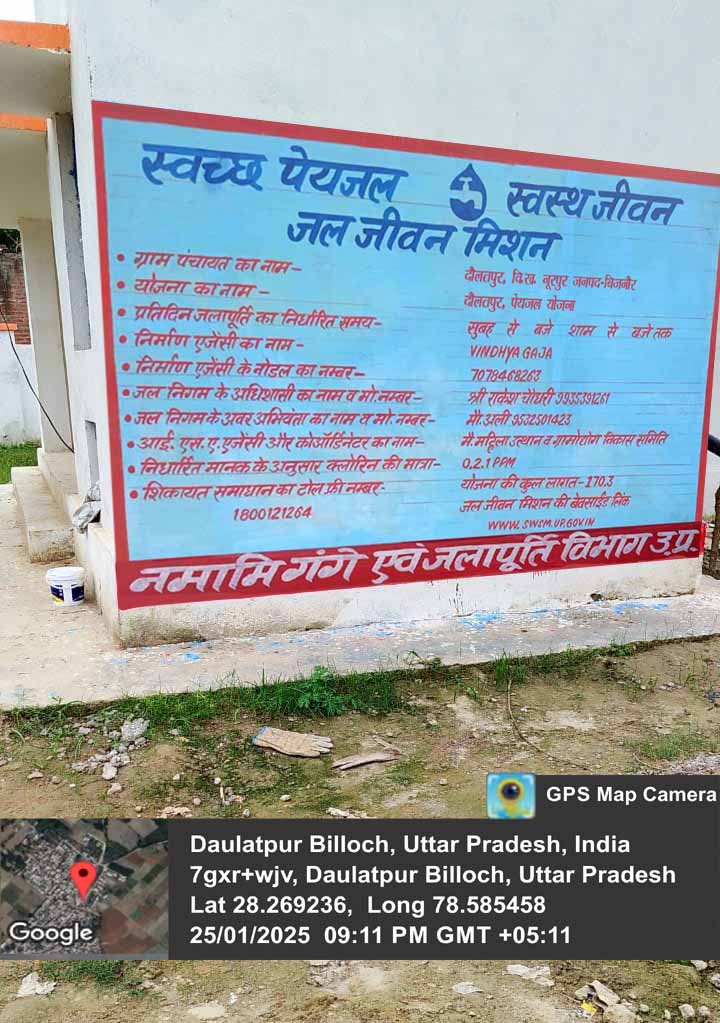 स्वच्छ पेयजल स्वस्थ जीवन
जल जीवन मिशन
• ग्राम पंचायत का नाम– दौलतपुर, वि.ख. नूरपुर जनपद-बिजनौर
• योजना का नाम – दौलतपुर, पेयजल योजना
• प्रतिदिन जलापूर्ति का निर्धारित समय– सुबह से बजे शाम से बजे तक
• निर्माण एजेंसी का नाम – VINDHYA GAJA
• निर्माण एजेंसी के नोडल का नम्बर– 7078468263
• जल निगम के अधिशासी का नाम व मो. नम्बर– श्री राकेश चौधरी 9935391261
• जल निगम के अवर अभियंता का नाम व मो. नम्बर– मौ. अली 9532501423
• आई. एस. ए. एजेंसी और कोऑर्डिनेटर का नाम– मै. महिला उत्थान व ग्रामोद्योग विकास समिति
• निर्धारित मानक के अनुसार क्लोरिन की मात्रा– 0.2.1 PPM
• शिकायत समाधान का टोल फ्री नम्बर- योजना की कुल लागत-170.3
1800121264 जल जीवन मिशन की वेबसाईट लिंक
WWW.SWSM.UP.GOV.IN
नमामि गंगे एवं जलापूर्ति विभाग उ.प्र.
GPS Map Camera
Daulatpur Billoch, Uttar Pradesh, India
7gxr+wjv, Daulatpur Billoch, Uttar Pradesh
Lat 28.269236, Long 78.585458
25/01/2025 09:11 PM GMT +05:11
Google